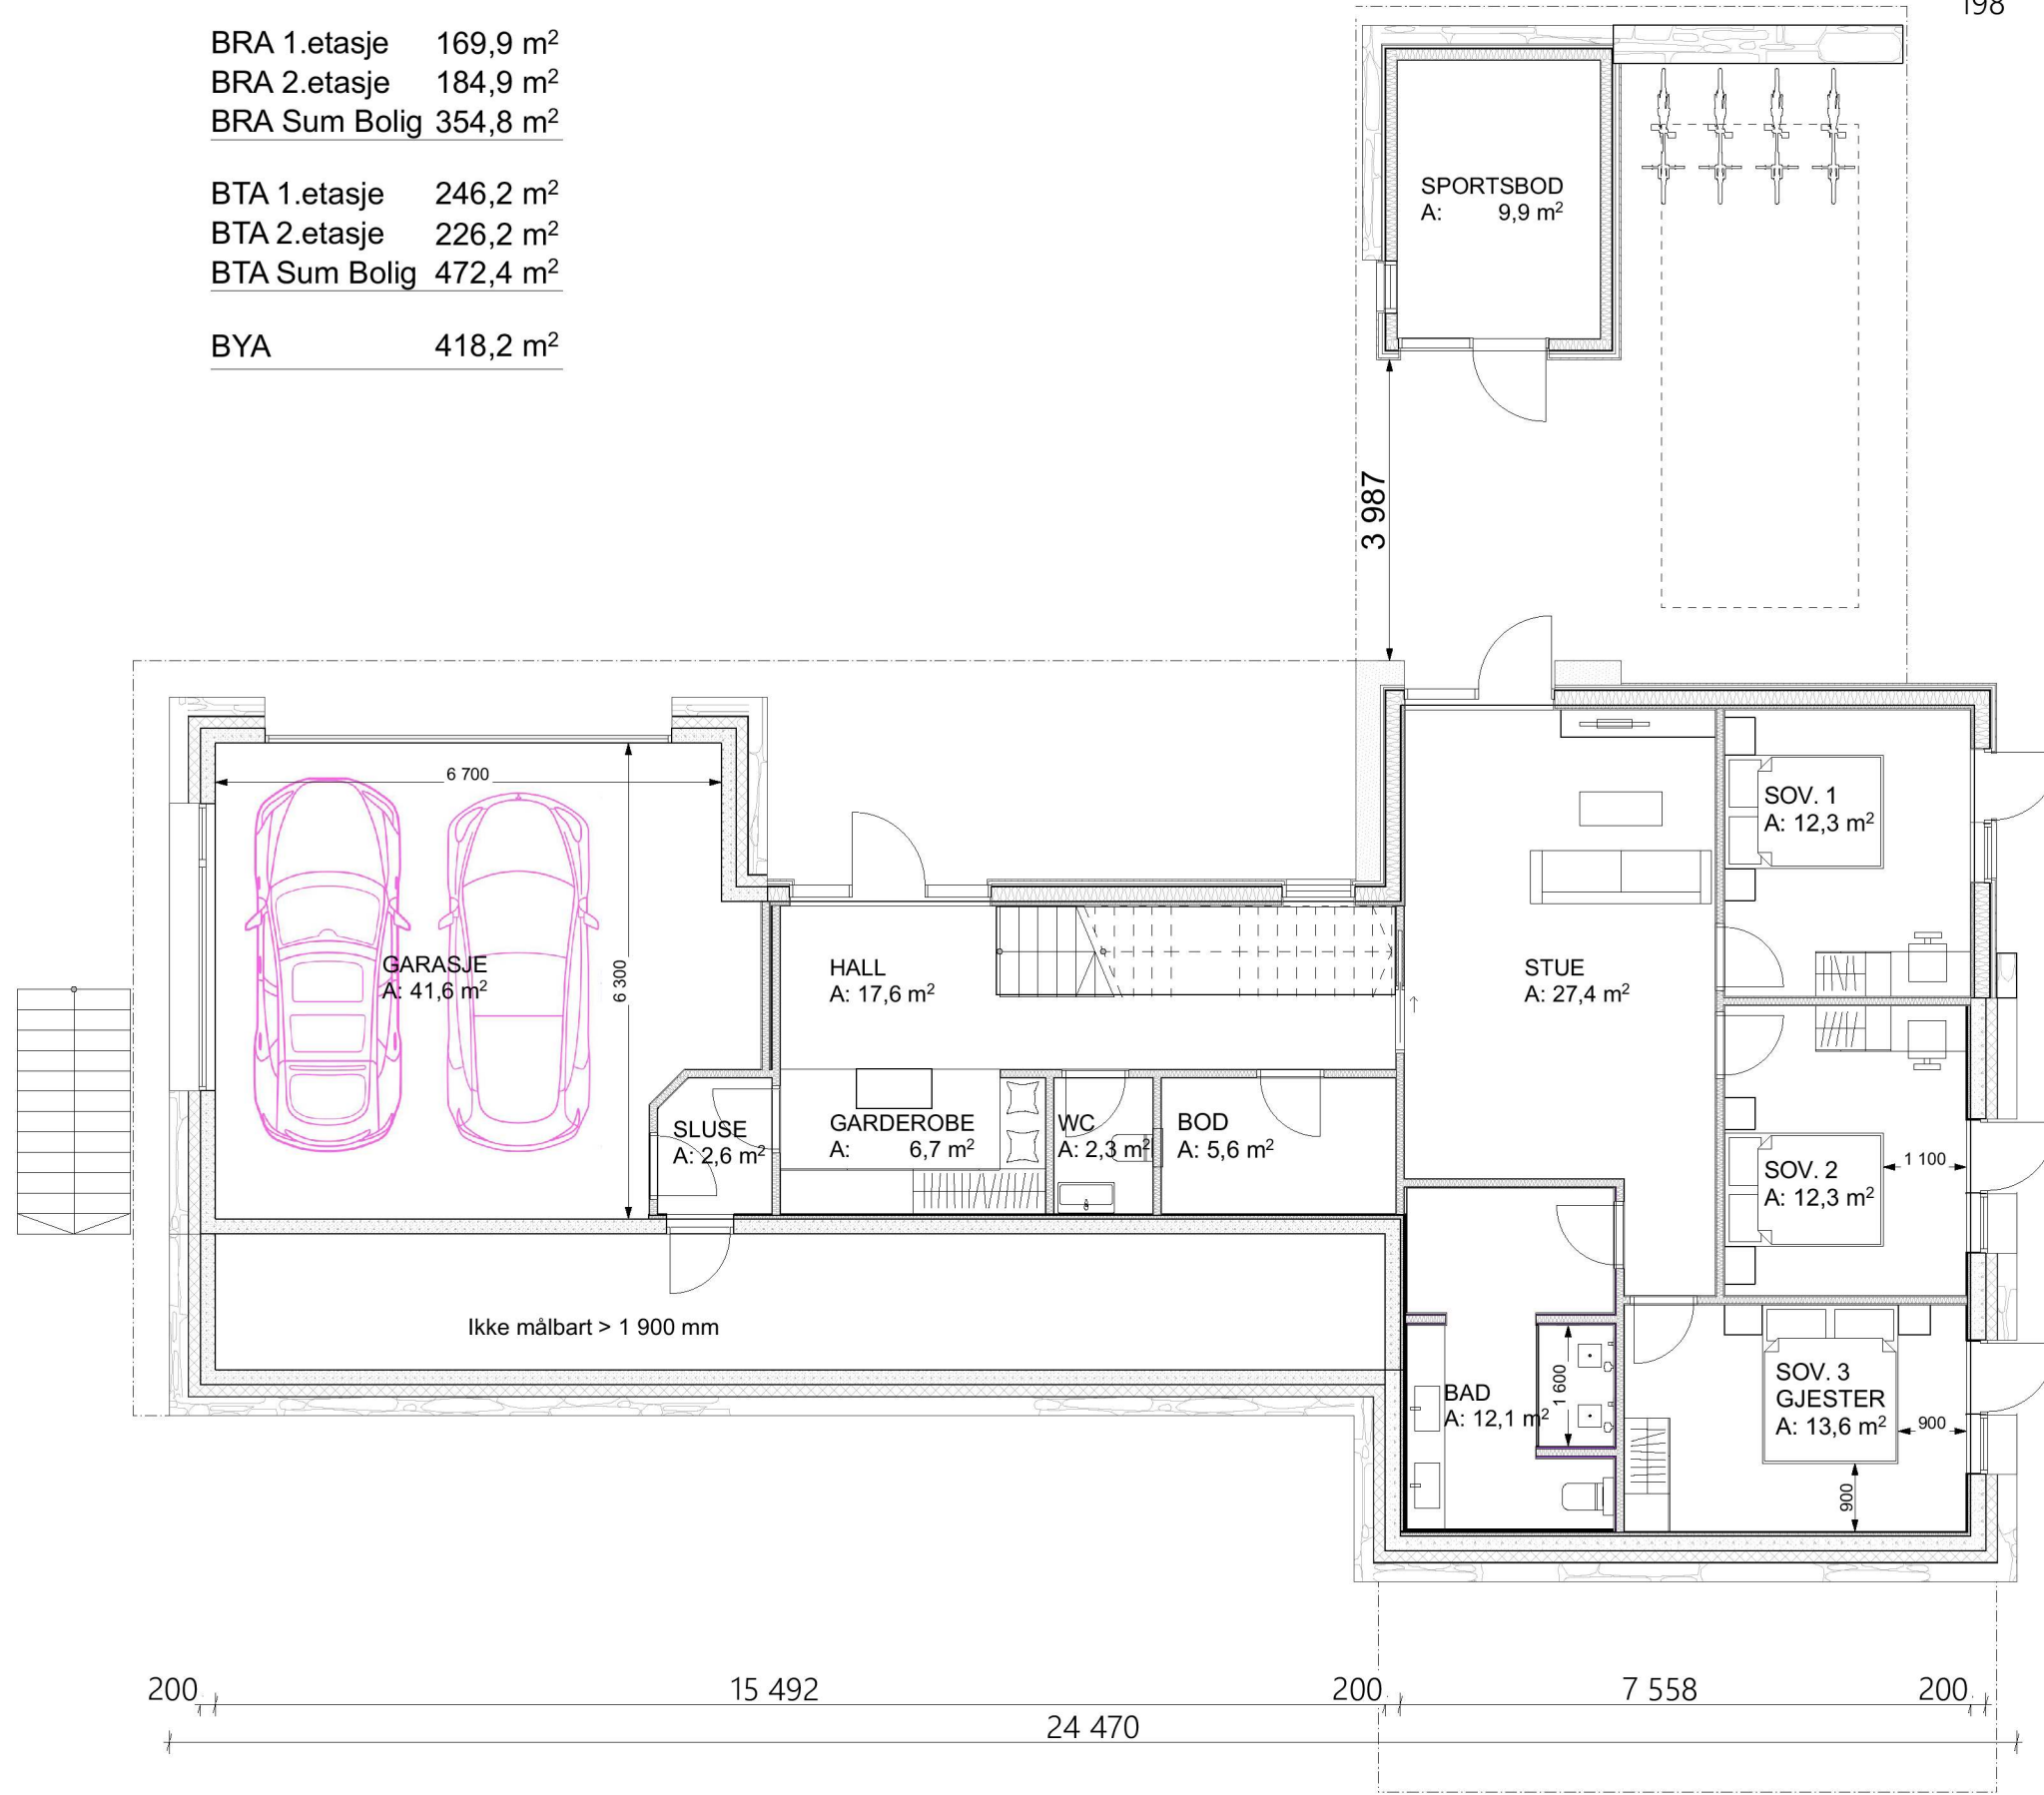 198
BRA 1.etasje 169,9 m²
BRA 2.etasje 184,9 m²
BRA Sum Bolig 354,8 m²
BTA 1.etasje 246,2 m²
BTA 2.etasje 226,2 m²
BTA Sum Bolig 472,4 m²
BYA 418,2 m²
SPORTSBOD
A: 9,9 m²
3 987
6 700
6 300
GARASJE
A: 41,6 m²
HALL
A: 17,6 m²
STUE
A: 27,4 m²
SOV. 1
A: 12,3 m²
SLUSE
A: 2,6 m²
GARDEROBE
A: 6,7 m²
WC
A: 2,3 m²
BOD
A: 5,6 m²
SOV. 2
A: 12,3 m²
1 100
Ikke målbart > 1 900 mm
BAD
A: 12,1 m²
1 600
SOV. 3
GJESTER
A: 13,6 m²
900
900
200 15 492 200 7 558 200
24 470